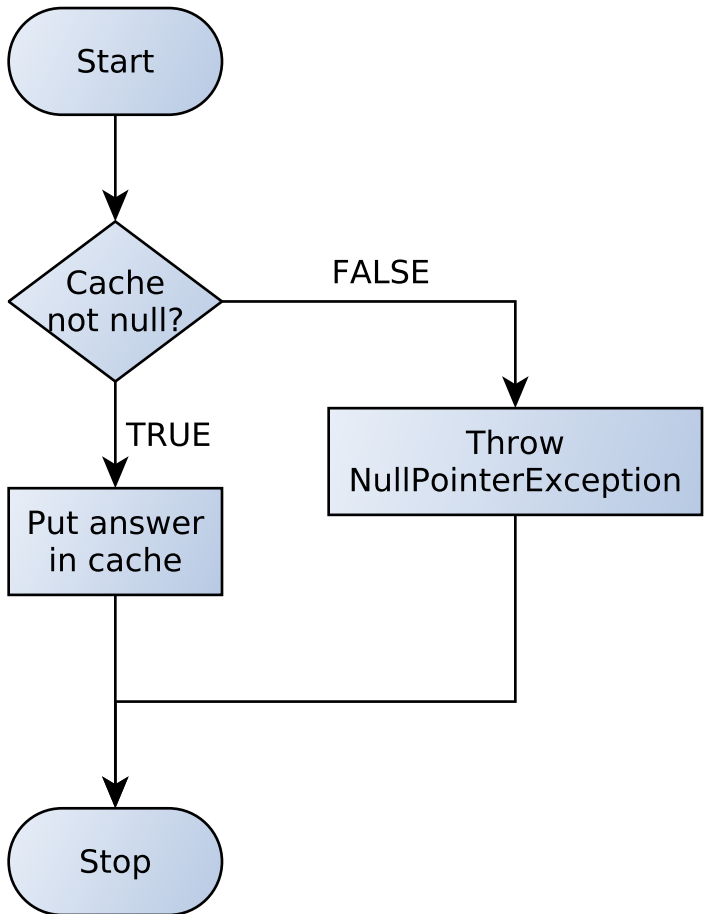 Start
Cache
not null?
FALSE
TRUE
Throw
NullPointerException
Put answer
in cache
Stop